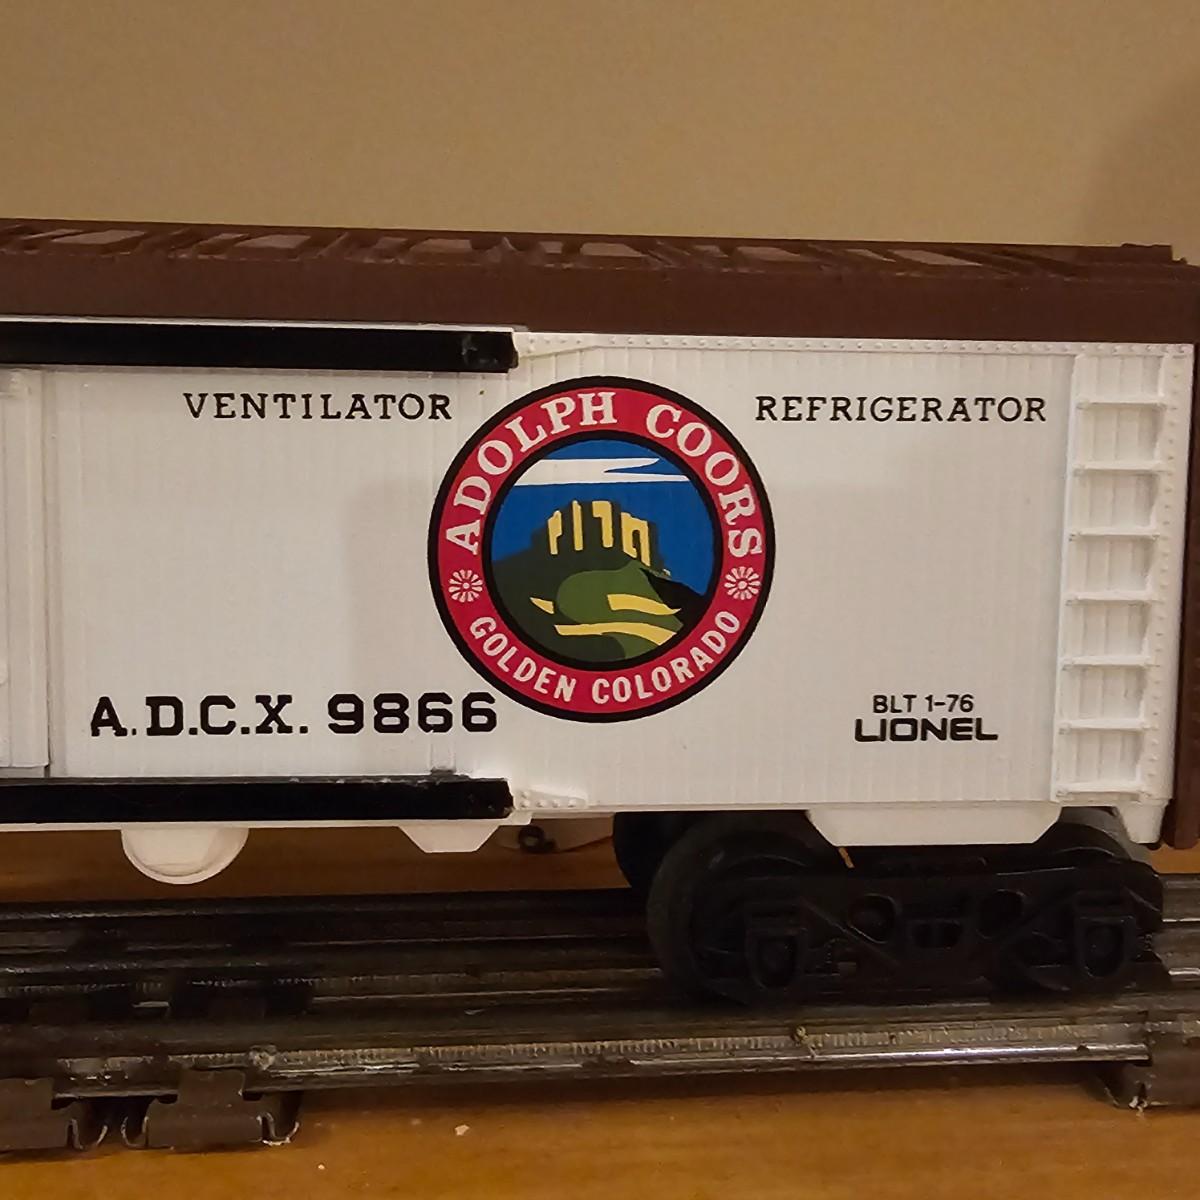 VENTILATOR
REFRIGERATOR
ADOLPH COORS
GOLDEN COLORADO
A.D.C.X. 9866
BLT 1-76
LIONEL